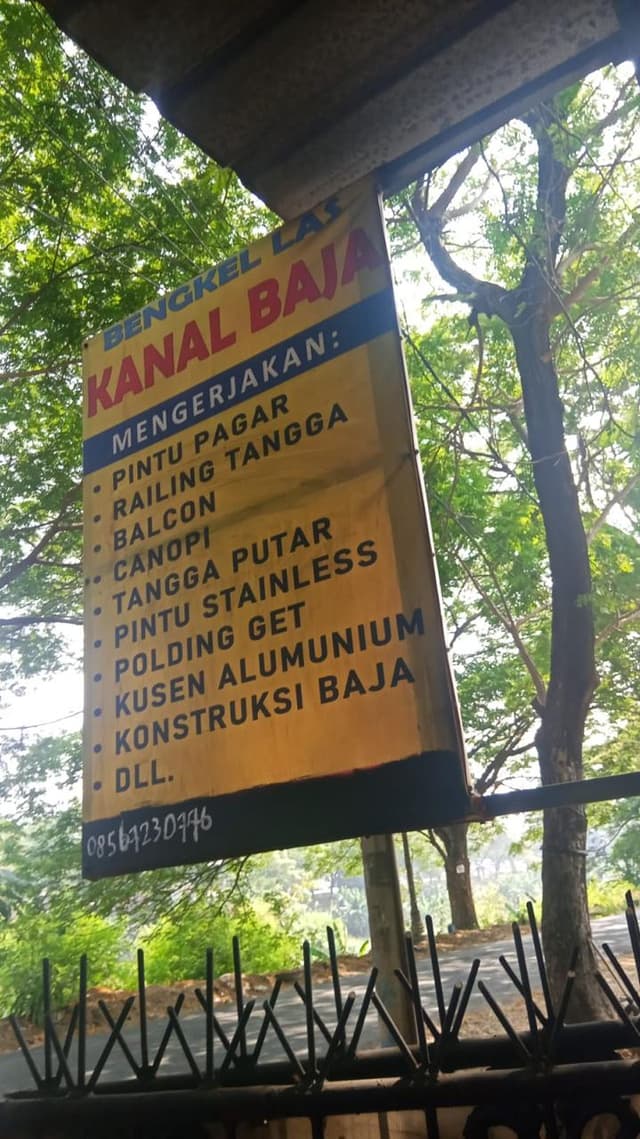 BENGKEL LAS
KANAL BAJA
MENGERJAKAN:
• PINTU PAGAR
• RAILING TANGGA
• BALCON
• CANOPI
• TANGGA PUTAR
• PINTU STAINLESS
• POLDING GET
• KUSEN ALUMUNIUM
• KONSTRUKSI BAJA
• DLL.